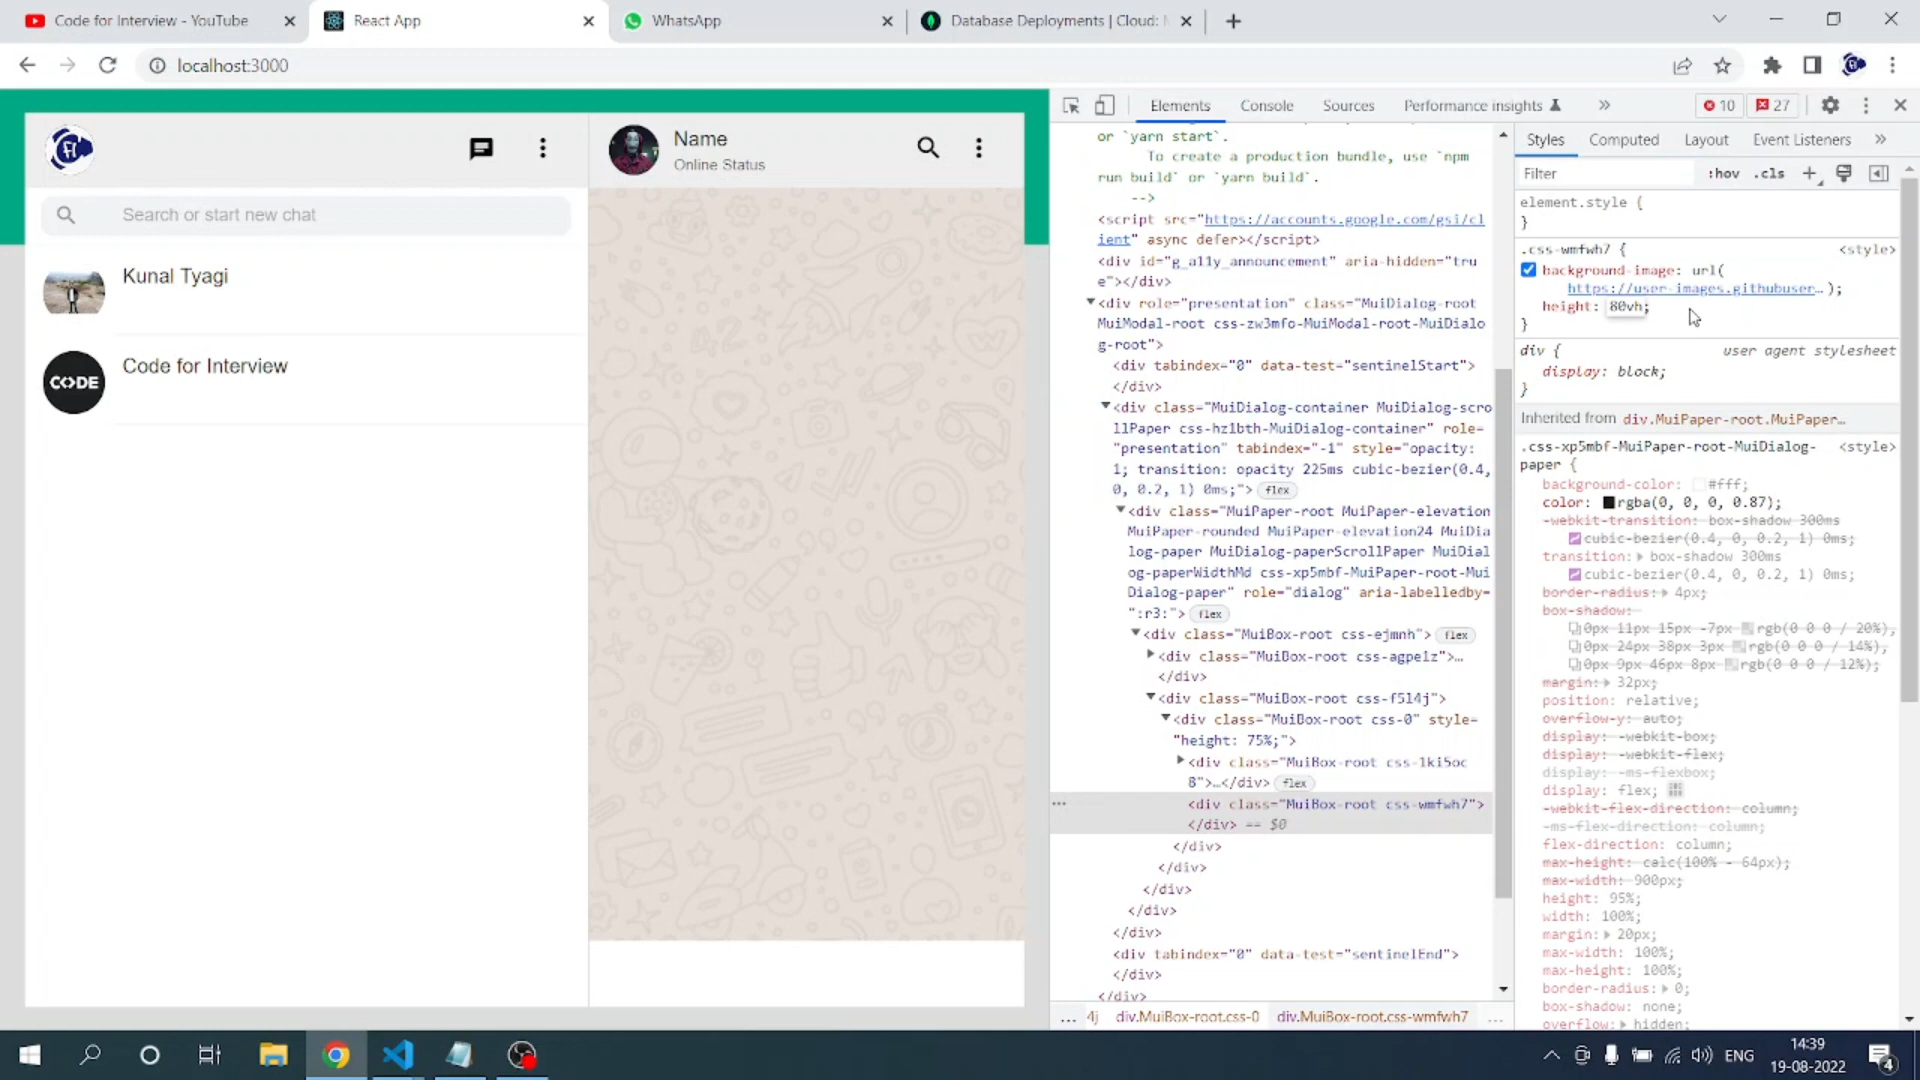 Code for Interview - YouTube
React App
WhatsApp
Database Deployments | Cloud: M
localhost:3000
Name
Online Status
Search or start new chat
Kunal Tyagi
Code for Interview
C<>DE
Elements
Console
Sources
Performance insights
10
27
or `yarn start`.
To create a production bundle, use `npm
run build` or `yarn build`.
-->
<script src="https://accounts.google.com/gsi/cl
ient" async defer></script>
<div id="g_a11y_announcement" aria-hidden="tru
e"></div>
<div role="presentation" class="MuiDialog-root
MuiModal-root css-zw3mfo-MuiModal-root-MuiDialo
g-root">
<div tabindex="0" data-test="sentinelStart">
</div>
<div class="MuiDialog-container MuiDialog-scro
llPaper css-hz1bth-MuiDialog-container" role=
"presentation" tabindex="-1" style="opacity:
1; transition: opacity 225ms cubic-bezier(0.4,
0, 0.2, 1) 0ms;"> flex
<div class="MuiPaper-root MuiPaper-elevation
MuiPaper-rounded MuiPaper-elevation24 MuiDia
log-paper MuiDialog-paperScrollPaper MuiDial
og-paperWidthMd css-xp5mbf-MuiPaper-root-Mui
Dialog-paper" role="dialog" aria-labelledby=
":r3:"> flex
<div class="MuiBox-root css-ejmnh"> flex
<div class="MuiBox-root css-agpeiz">…
</div>
<div class="MuiBox-root css-f5l4j">
<div class="MuiBox-root css-0" style=
"height: 75%;">
<div class="MuiBox-root css-1ki5oc
8">…</div> flex
<div class="MuiBox-root css-wmfwh7">
</div> == $0
</div>
</div>
</div>
</div>
</div>
<div tabindex="0" data-test="sentinelEnd">
</div>
</div>
... 4j div.MuiBox-root.css-0 div.MuiBox-root.css-wmfwh7 ...
Styles
Computed
Layout
Event Listeners
Filter
:hov
.cls
element.style {
}
.css-wmfwh7 { <style>
background-image: url(
https://user-images.githubuser… );
height: 80vh;
}
div { user agent stylesheet
display: block;
}
Inherited from div.MuiPaper-root.MuiPaper…
.css-xp5mbf-MuiPaper-root-MuiDialog- <style>
paper {
background-color: #fff;
color: rgba(0, 0, 0, 0.87);
-webkit-transition: box-shadow 300ms
cubic-bezier(0.4, 0, 0.2, 1) 0ms;
transition: box-shadow 300ms
cubic-bezier(0.4, 0, 0.2, 1) 0ms;
border-radius: 4px;
box-shadow:
0px 11px 15px -7px rgb(0 0 0 / 20%),
0px 24px 38px 3px rgb(0 0 0 / 14%),
0px 9px 46px 8px rgb(0 0 0 / 12%);
margin: 32px;
position: relative;
overflow-y: auto;
display: -webkit-box;
display: -webkit-flex;
display: -ms-flexbox;
display: flex;
-webkit-flex-direction: column;
-ms-flex-direction: column;
flex-direction: column;
max-height: calc(100% - 64px);
max-width: 900px;
height: 95%;
width: 100%;
margin: 20px;
max-width: 100%;
max-height: 100%;
border-radius: 0;
box-shadow: none;
overflow: hidden;
ENG
14:39
19-08-2022
4